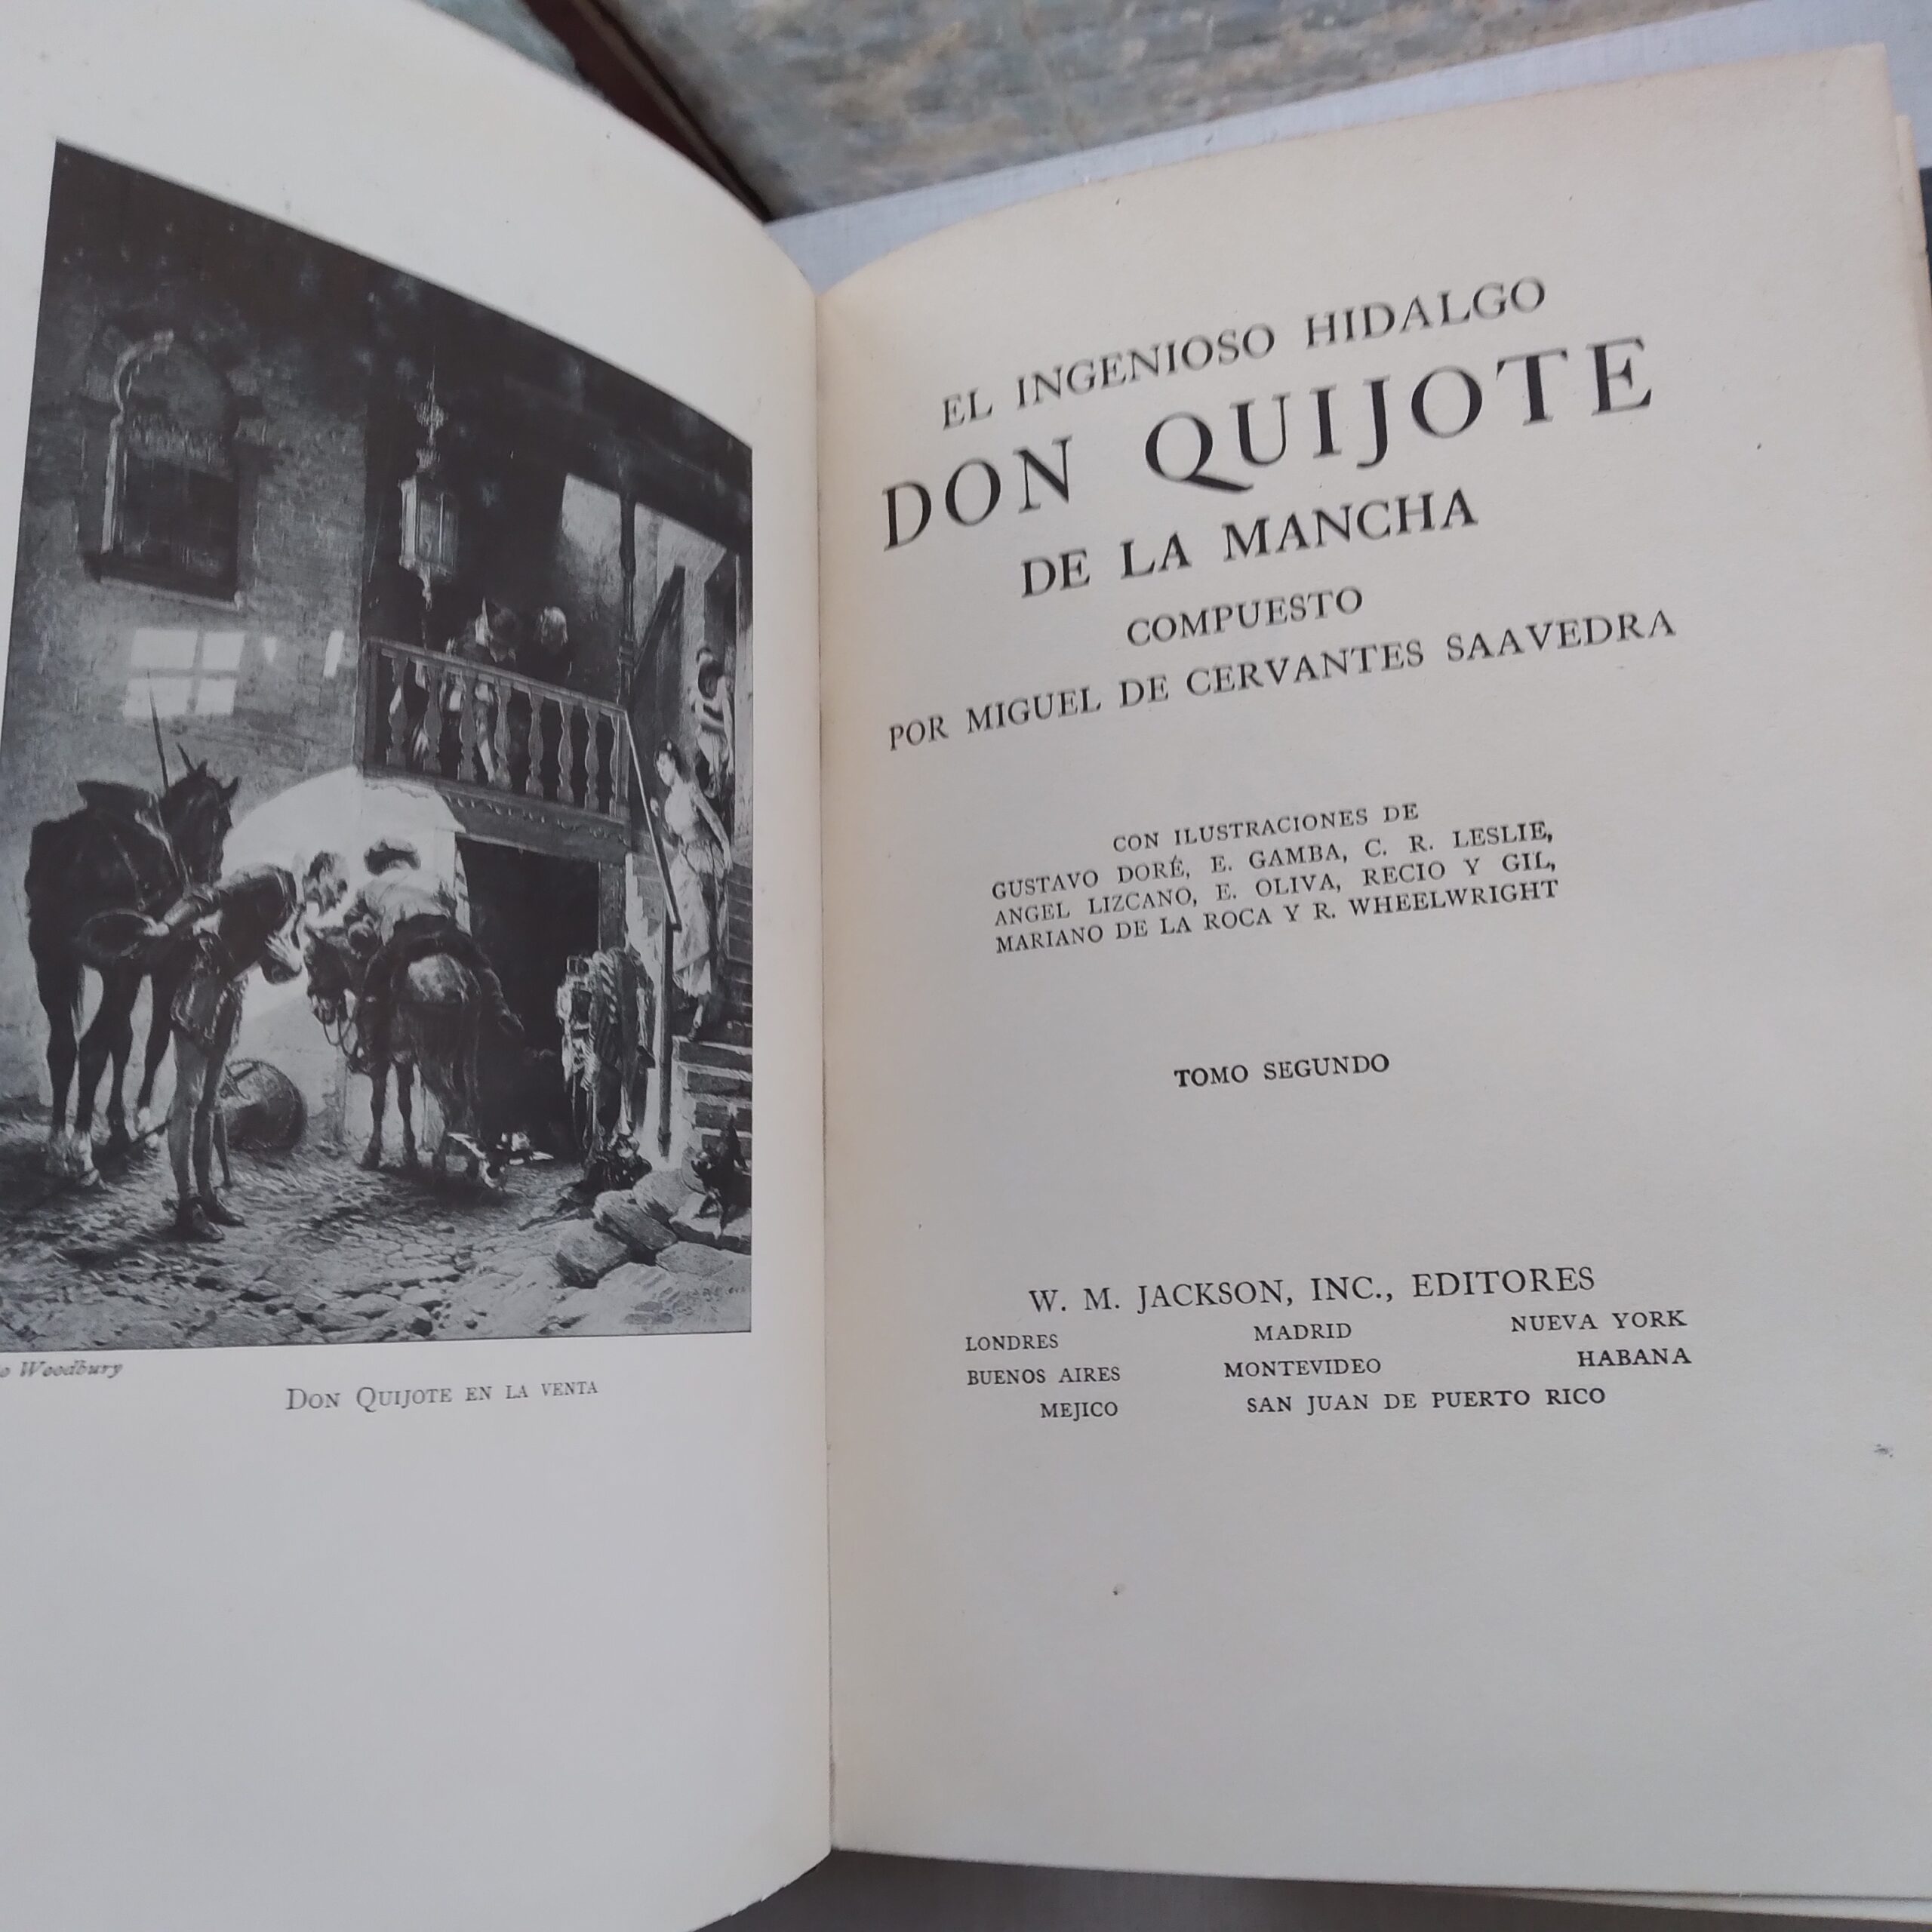 Woodbury
DON QUIJOTE EN LA VENTA
EL INGENIOSO HIDALGO
DON QUIJOTE
DE LA MANCHA
COMPUESTO
POR MIGUEL DE CERVANTES SAAVEDRA
CON ILUSTRACIONES DE
GUSTAVO DORÉ, E. GAMBA, C. R. LESLIE,
ANGEL LIZCANO, E. OLIVA, RECIO Y GIL,
MARIANO DE LA ROCA Y R. WHEELWRIGHT
TOMO SEGUNDO
W. M. JACKSON, INC., EDITORES
LONDRES MADRID NUEVA YORK
BUENOS AIRES MONTEVIDEO HABANA
MEJICO SAN JUAN DE PUERTO RICO